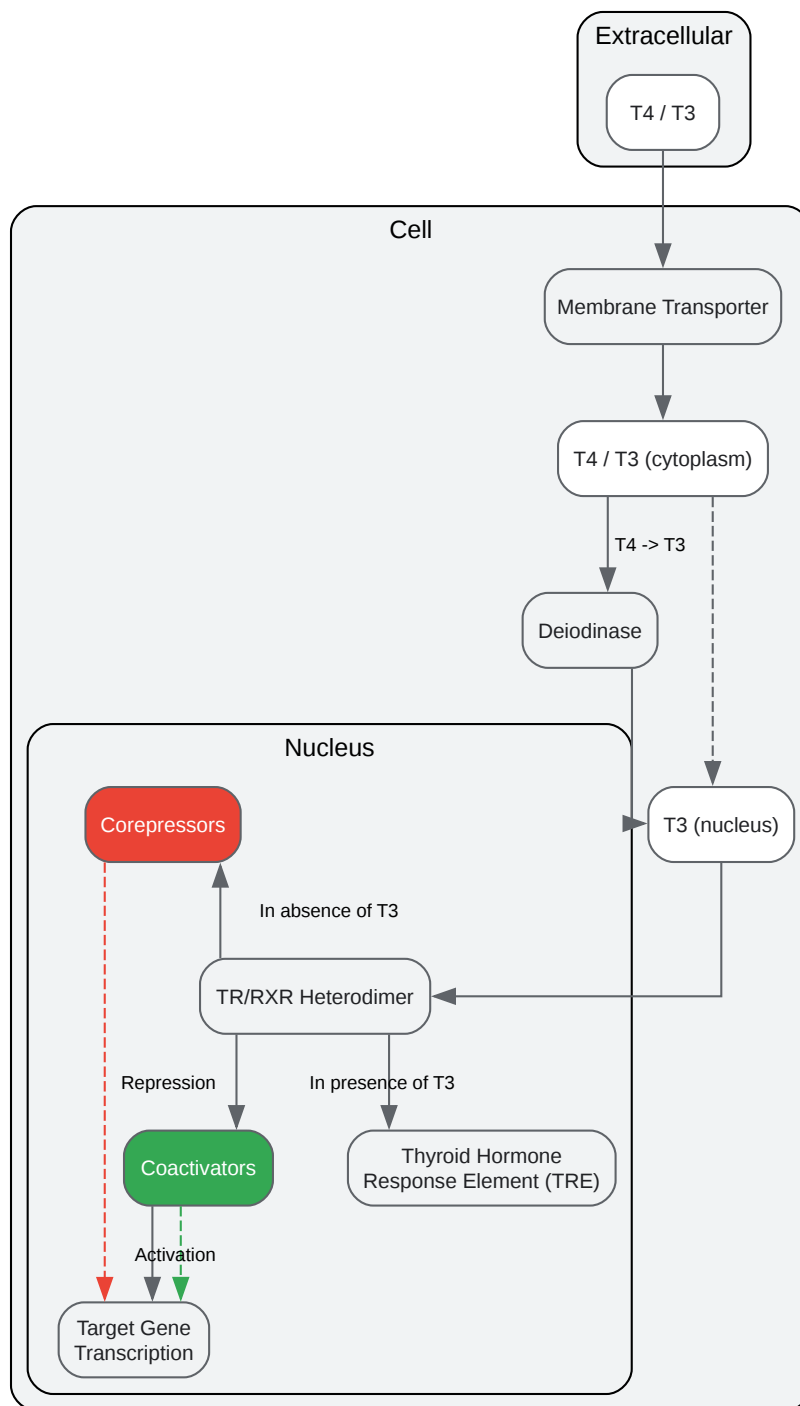 Extracellular
T4 / T3
Cell
Membrane Transporter
T4 / T3 (cytoplasm)
T4 -> T3
Deiodinase
Nucleus
Corepressors
T3 (nucleus)
In absence of T3
TR/RXR Heterodimer
Repression
In presence of T3
Coactivators
Thyroid Hormone
Response Element (TRE)
Activation
Target Gene
Transcription